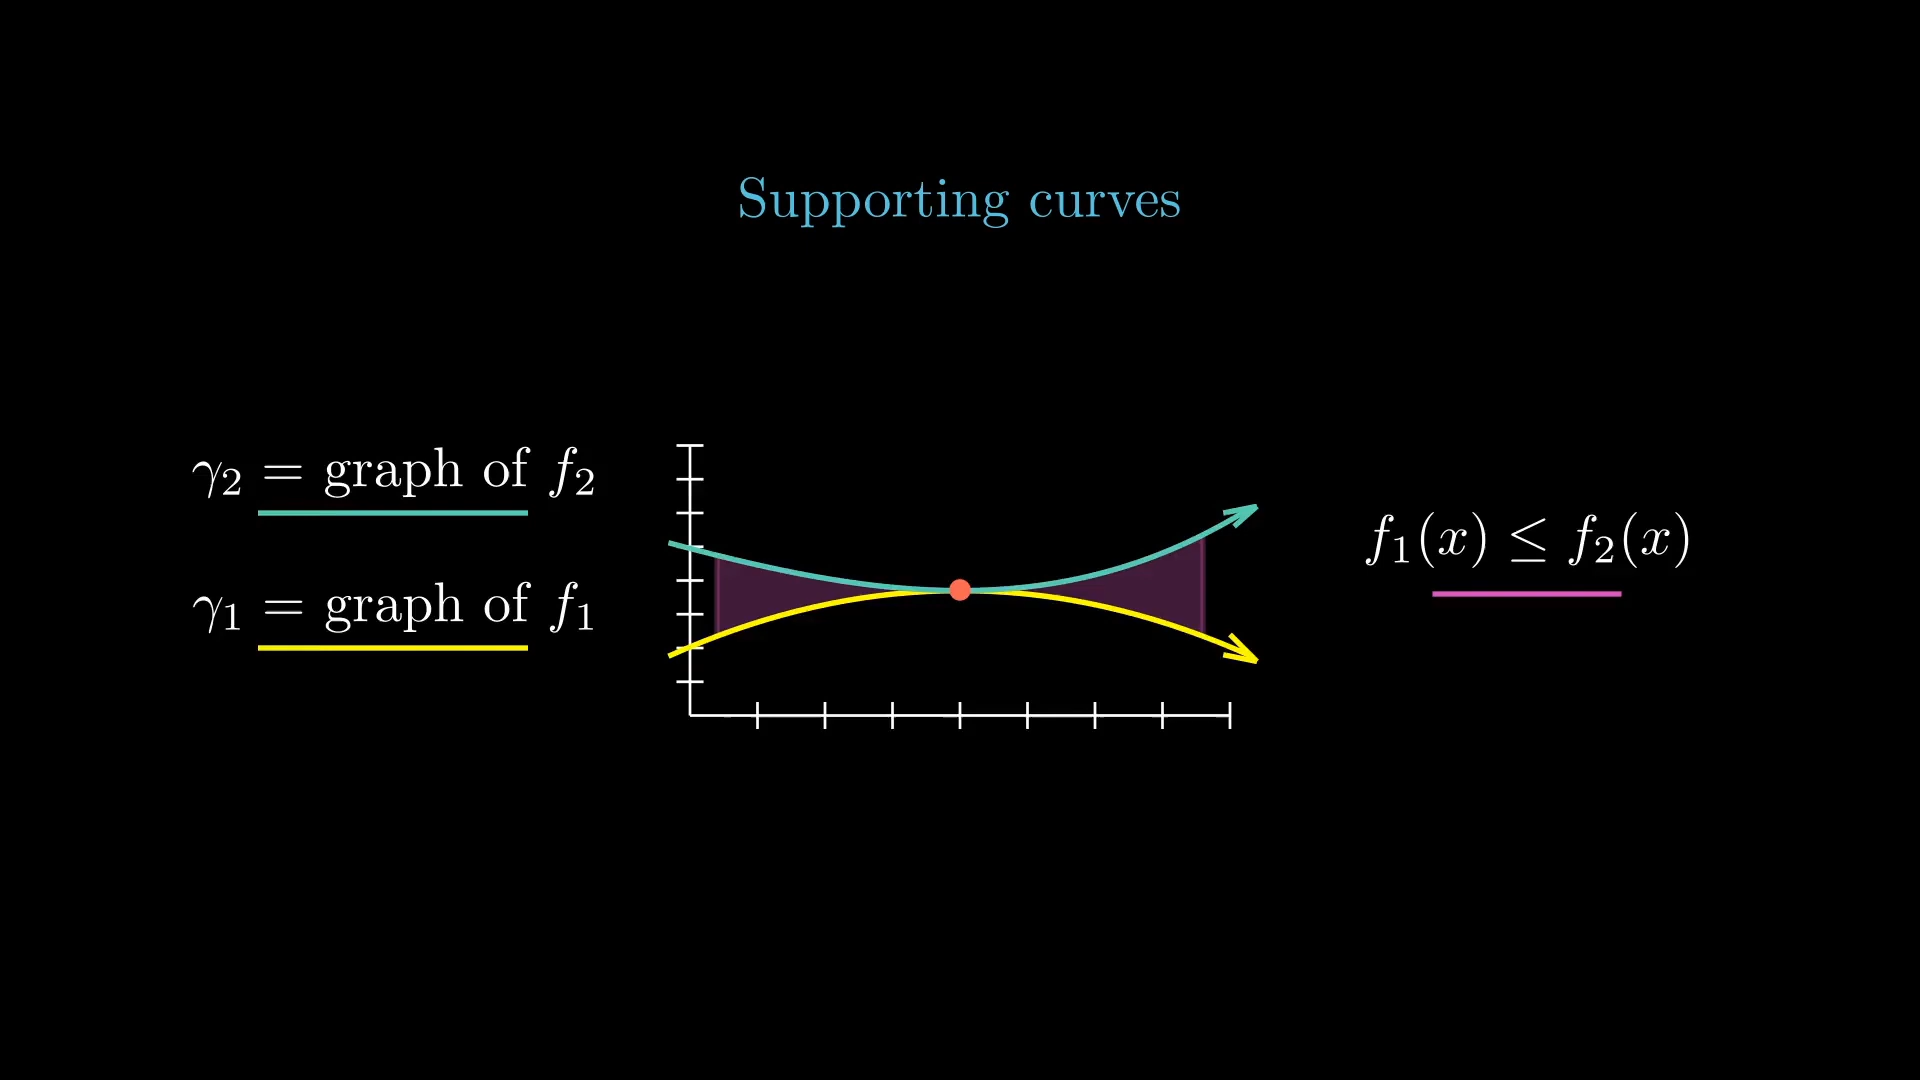 Supporting curves
γ₂ = graph of f₂
γ₁ = graph of f₁
f₁(x) ≤ f₂(x)